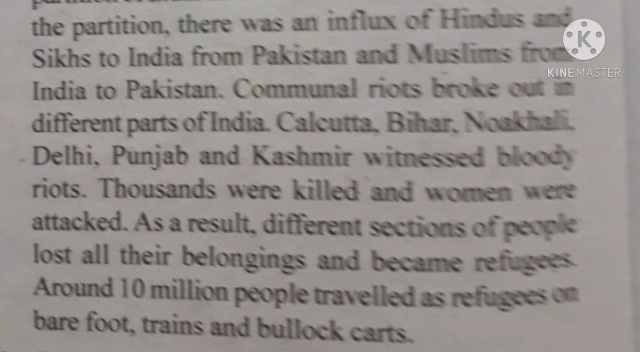 the partition, there was an influx of Hindus and
Sikhs to India from Pakistan and Muslims from
India to Pakistan. Communal riots broke out in
different parts of India. Calcutta, Bihar, Noakhali,
Delhi, Punjab and Kashmir witnessed bloody
riots. Thousands were killed and women were
attacked. As a result, different sections of people
lost all their belongings and became refugees.
Around 10 million people travelled as refugees on
bare foot, trains and bullock carts.
K
KINEMASTER